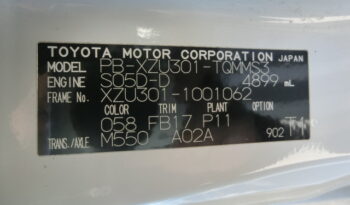 TOYOTA MOTOR CORPORATION JAPAN
MODEL PB-XZU301-TQMMS3
ENGINE S05D-D 4899 mL
FRAME No. XZU301-1001062
COLOR TRIM PLANT
058 FB17 P11
TRANS./AXLE M550 A02A 902